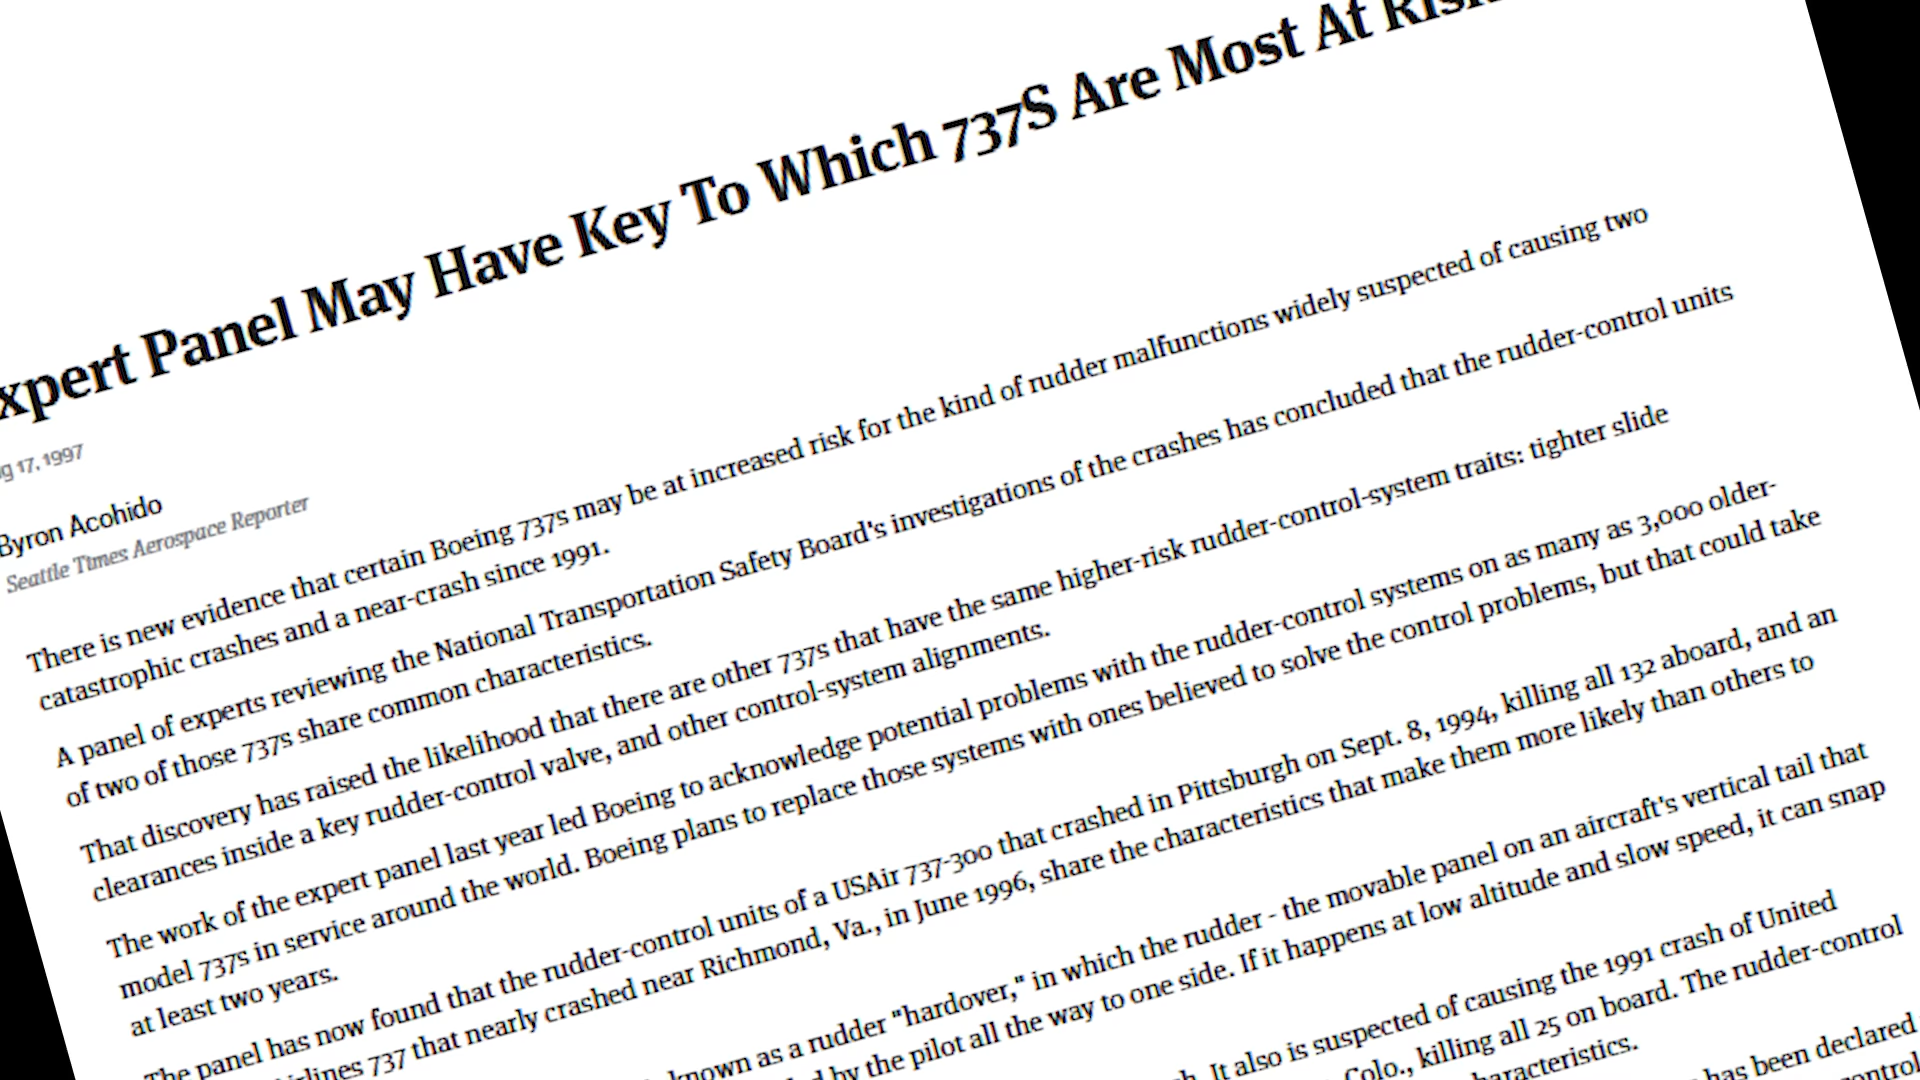 xpert Panel May Have Key To Which 737S Are Most At Risk
g 17, 1997
Byron Acohido
Seattle Times Aerospace Reporter
There is new evidence that certain Boeing 737s may be at increased risk for the kind of rudder malfunctions widely suspected of causing two
catastrophic crashes and a near-crash since 1991.
A panel of experts reviewing the National Transportation Safety Board's investigations of the crashes has concluded that the rudder-control units
of two of those 737s share common characteristics.
That discovery has raised the likelihood that there are other 737s that have the same higher-risk rudder-control-system traits: tighter slide
clearances inside a key rudder-control valve, and other control-system alignments.
The work of the expert panel last year led Boeing to acknowledge potential problems with the rudder-control systems on as many as 3,000 older-
model 737s in service around the world. Boeing plans to replace those systems with ones believed to solve the control problems, but that could take
at least two years.
The panel has now found that the rudder-control units of a USAir 737-300 that crashed in Pittsburgh on Sept. 8, 1994, killing all 132 aboard, and an
irlines 737 that nearly crashed near Richmond, Va., in June 1996, share the characteristics that make them more likely than others to
known as a rudder "hardover," in which the rudder - the movable panel on an aircraft's vertical tail that
d by the pilot all the way to one side. If it happens at low altitude and slow speed, it can snap
h. It also is suspected of causing the 1991 crash of United
Colo., killing all 25 on board. The rudder-control
haracteristics.
has been declared